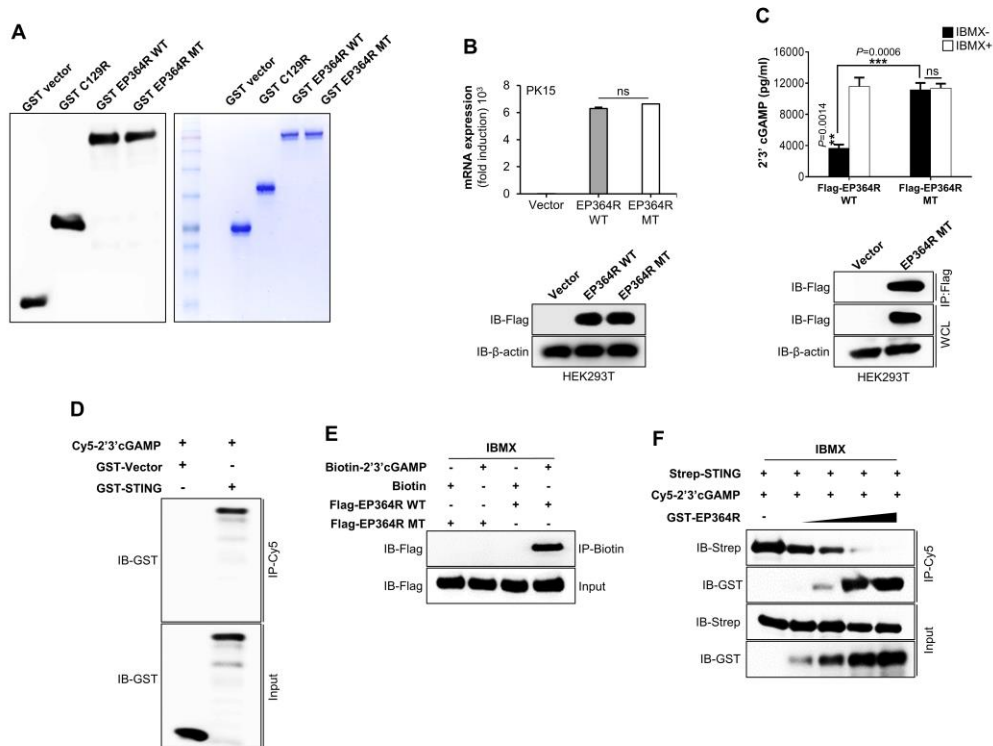 A
GST vector
GST C129R
GST EP364R WT
GST EP364R MT
GST vector
GST C129R
GST EP364R WT
GST EP364R MT
B
mRNA expression
(fold induction) 10³
8
6
4
2
0
PK15
ns
Vector
EP364R
WT
EP364R
MT
Vector
EP364R WT
EP364R MT
IB-Flag
IB-β-actin
HEK293T
C
IBMX-
IBMX+
2'3' cGAMP (pg/ml)
16000
12000
8000
4000
0
P=0.0006
***
ns
P=0.0014
**
Flag-EP364R
WT
Flag-EP364R
MT
Vector
EP364R MT
IB-Flag
IP:Flag
IB-Flag
IB-β-actin
WCL
HEK293T
D
Cy5-2'3'cGAMP + +
GST-Vector + -
GST-STING - +
IB-GST
IP-Cy5
IB-GST
Input
E
IBMX
Biotin-2'3'cGAMP - + - +
Biotin + - + -
Flag-EP364R WT - - + +
Flag-EP364R MT + + - -
IB-Flag IP-Biotin
IB-Flag Input
F
IBMX
Strep-STING + + + + +
Cy5-2'3'cGAMP + + + + +
GST-EP364R -
IB-Strep
IB-GST
IP-Cy5
IB-Strep
IB-GST
Input